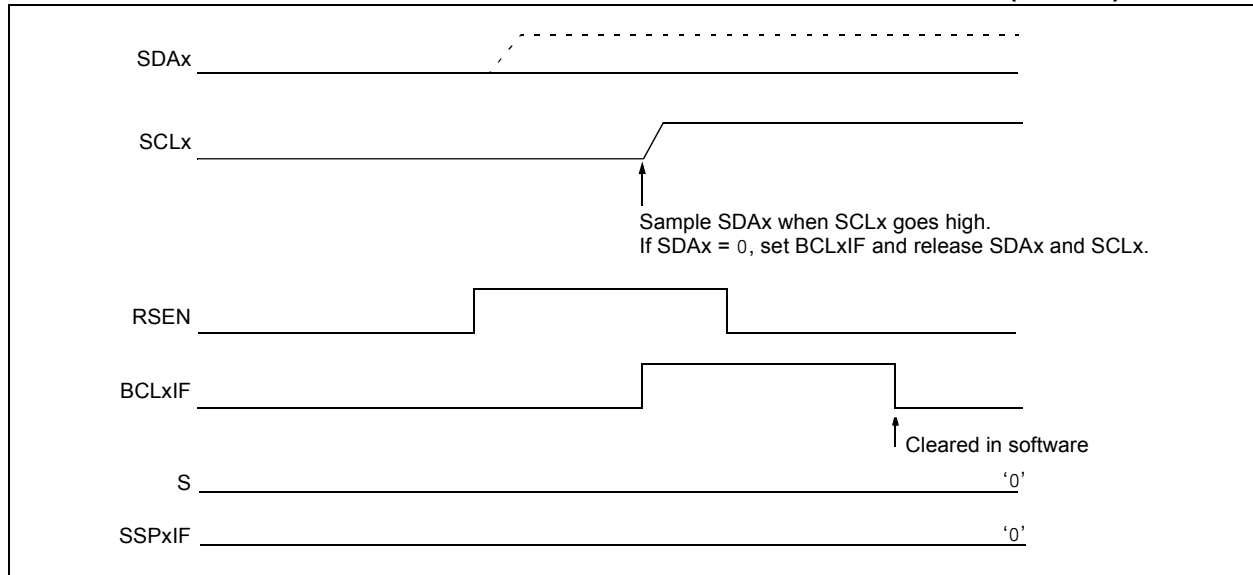 SDAx
SCLx
Sample SDAx when SCLx goes high.
If SDAx = 0, set BCLxIF and release SDAx and SCLx.
RSEN
BCLxIF
Cleared in software
S
‘0’
SSPxIF
‘0’